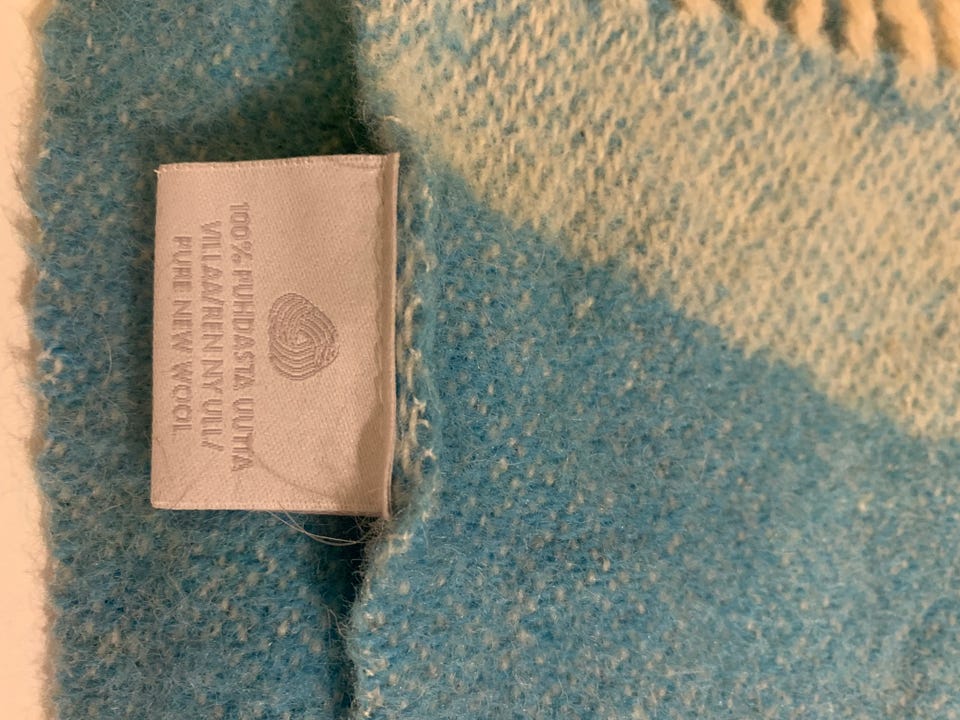 100% PUHDASTA UUTTA
VILLAA/REN NY ULL/
PURE NEW WOOL